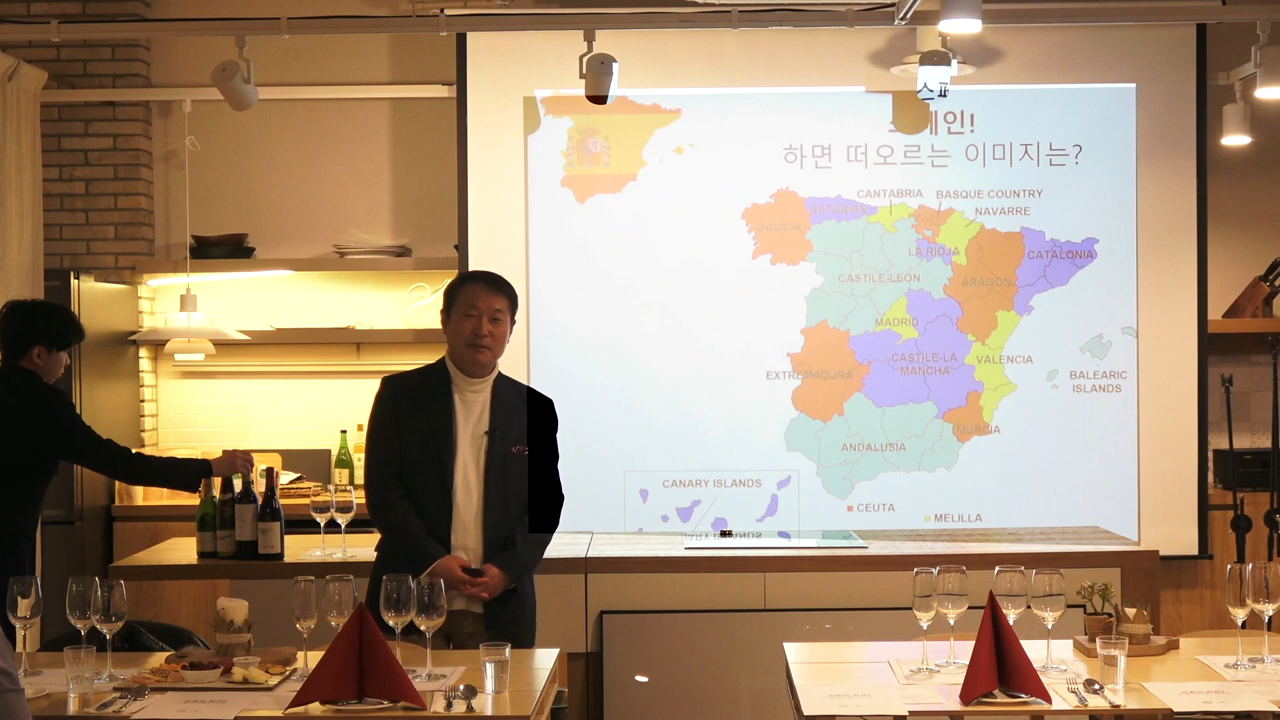 스페인!
하면 떠오르는 이미지는?
CANTABRIA
BASQUE COUNTRY
ASTURIAS
NAVARRE
GALICIA
LA RIOJA
CATALONIA
CASTILE-LEÓN
ARAGON
MADRID
CASTILE-LA
MANCHA
VALENCIA
EXTREMADURA
BALEARIC
ISLANDS
MURCIA
ANDALUSIA
CANARY ISLANDS
CEUTA
MELILLA